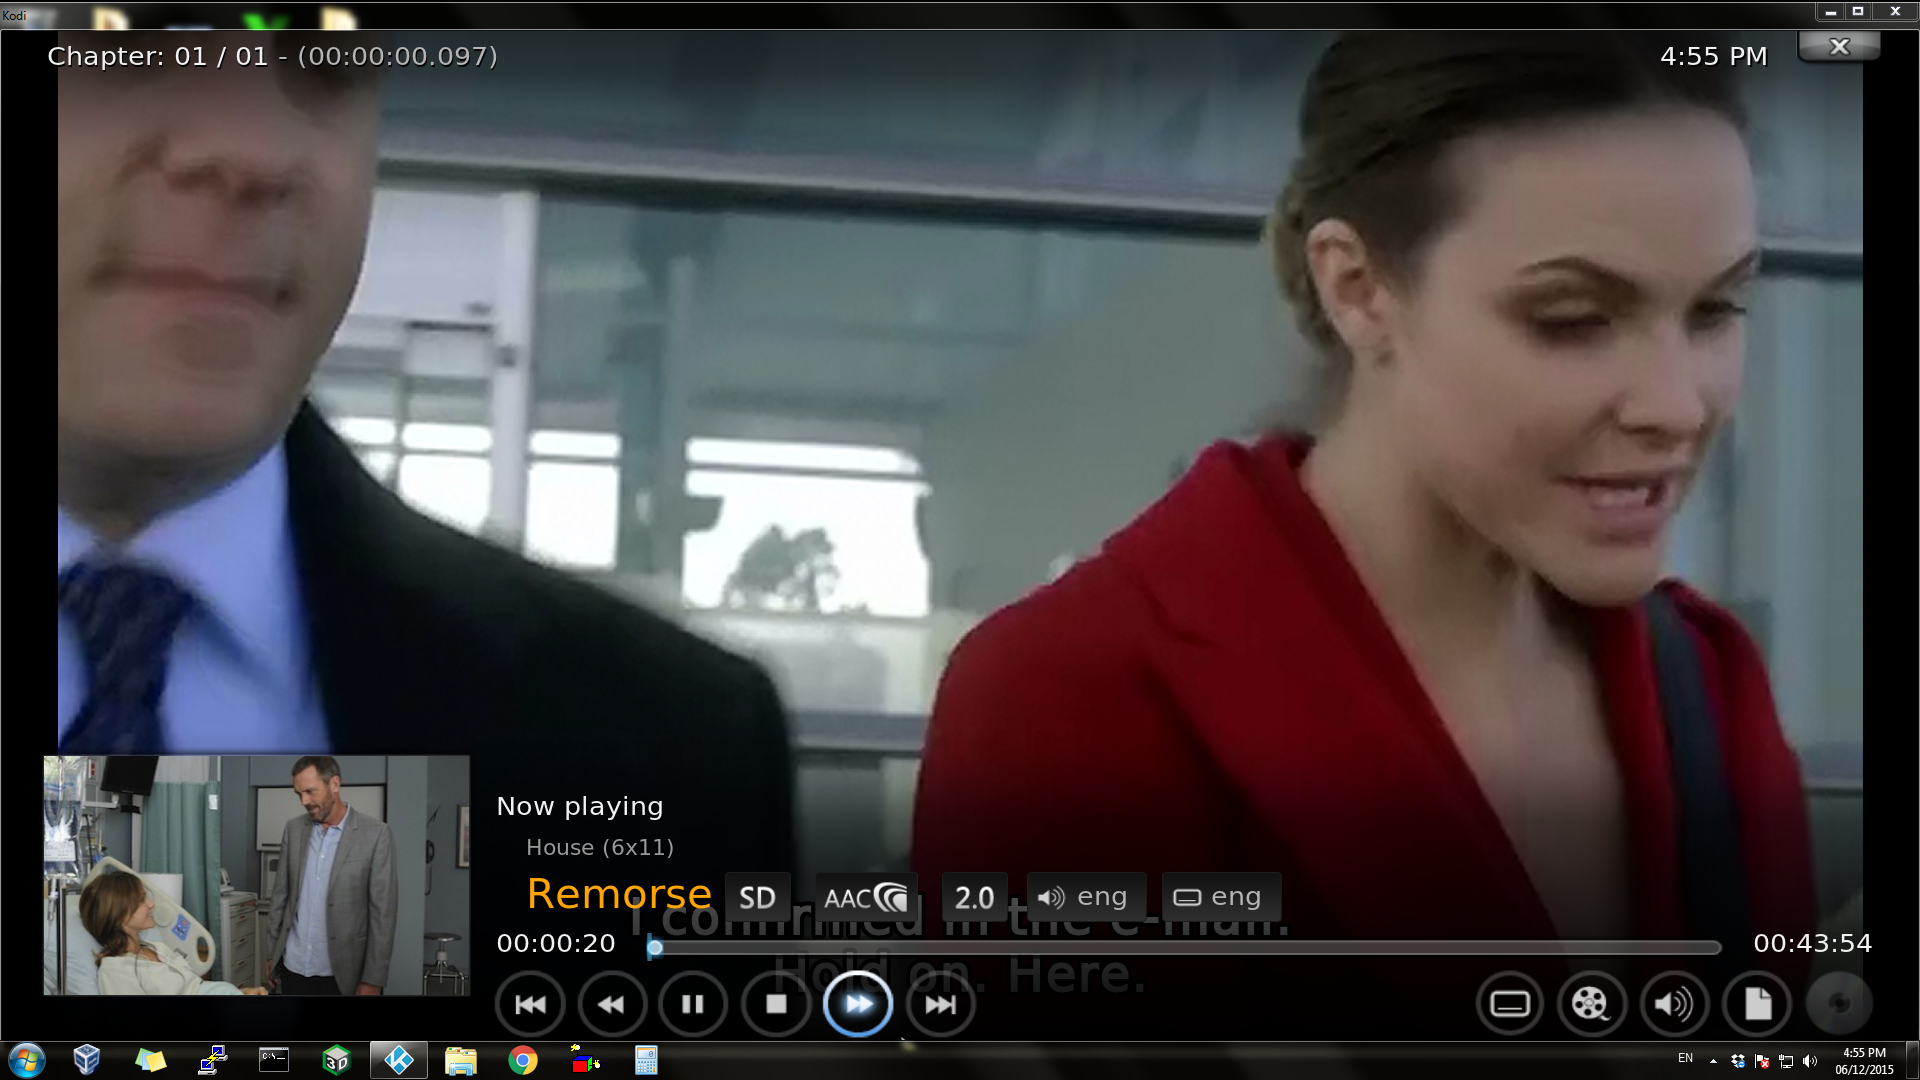 Kodi
Chapter: 01 / 01 - (00:00:00.097)
4:55 PM
Now playing
House (6x11)
Remorse SD AAC 2.0 eng eng
I confirmed in the e-mail.
00:00:20
00:43:54
Hold on. Here.
C:\_
3D
EN
4:55 PM
06/12/2015